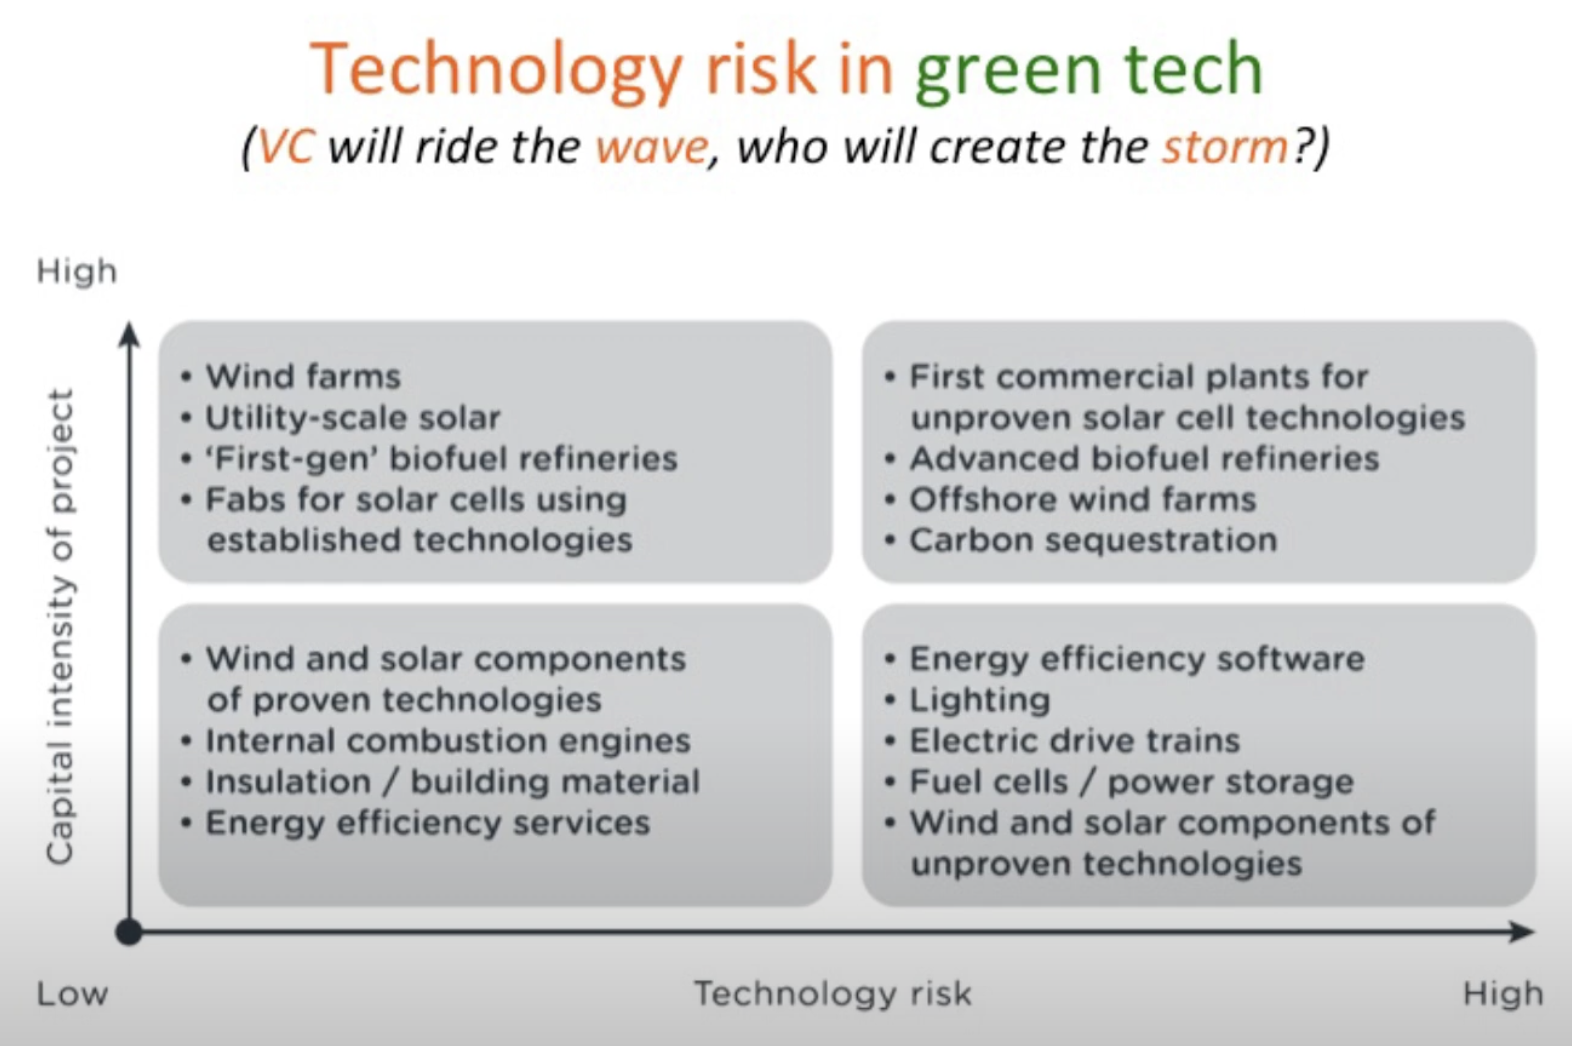 Technology risk in green tech
(VC will ride the wave, who will create the storm?)
High
Capital intensity of project
• Wind farms
• Utility-scale solar
• ‘First-gen’ biofuel refineries
• Fabs for solar cells using
established technologies
• First commercial plants for
unproven solar cell technologies
• Advanced biofuel refineries
• Offshore wind farms
• Carbon sequestration
• Wind and solar components
of proven technologies
• Internal combustion engines
• Insulation / building material
• Energy efficiency services
• Energy efficiency software
• Lighting
• Electric drive trains
• Fuel cells / power storage
• Wind and solar components of
unproven technologies
Low
Technology risk
High